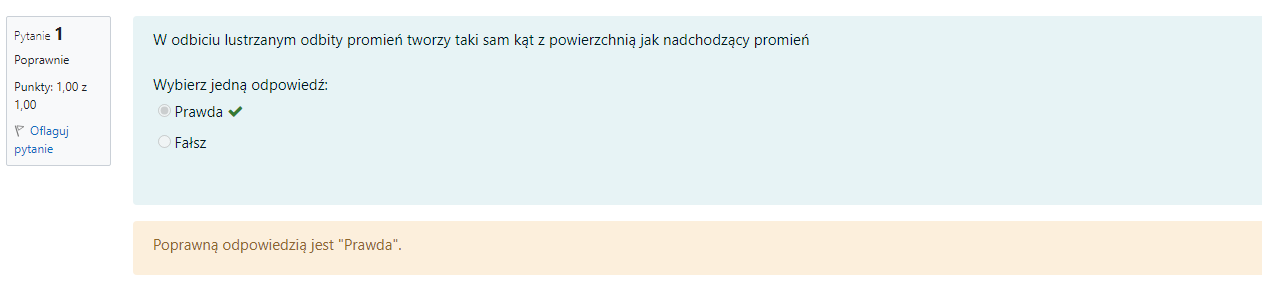 Pytanie 1
Poprawnie
Punkty: 1,00 z
1,00
Oflaguj
pytanie
W odbiciu lustrzanym odbity promień tworzy taki sam kąt z powierzchnią jak nadchodzący promień
Wybierz jedną odpowiedź:
Prawda
Fałsz
Poprawną odpowiedzią jest "Prawda".